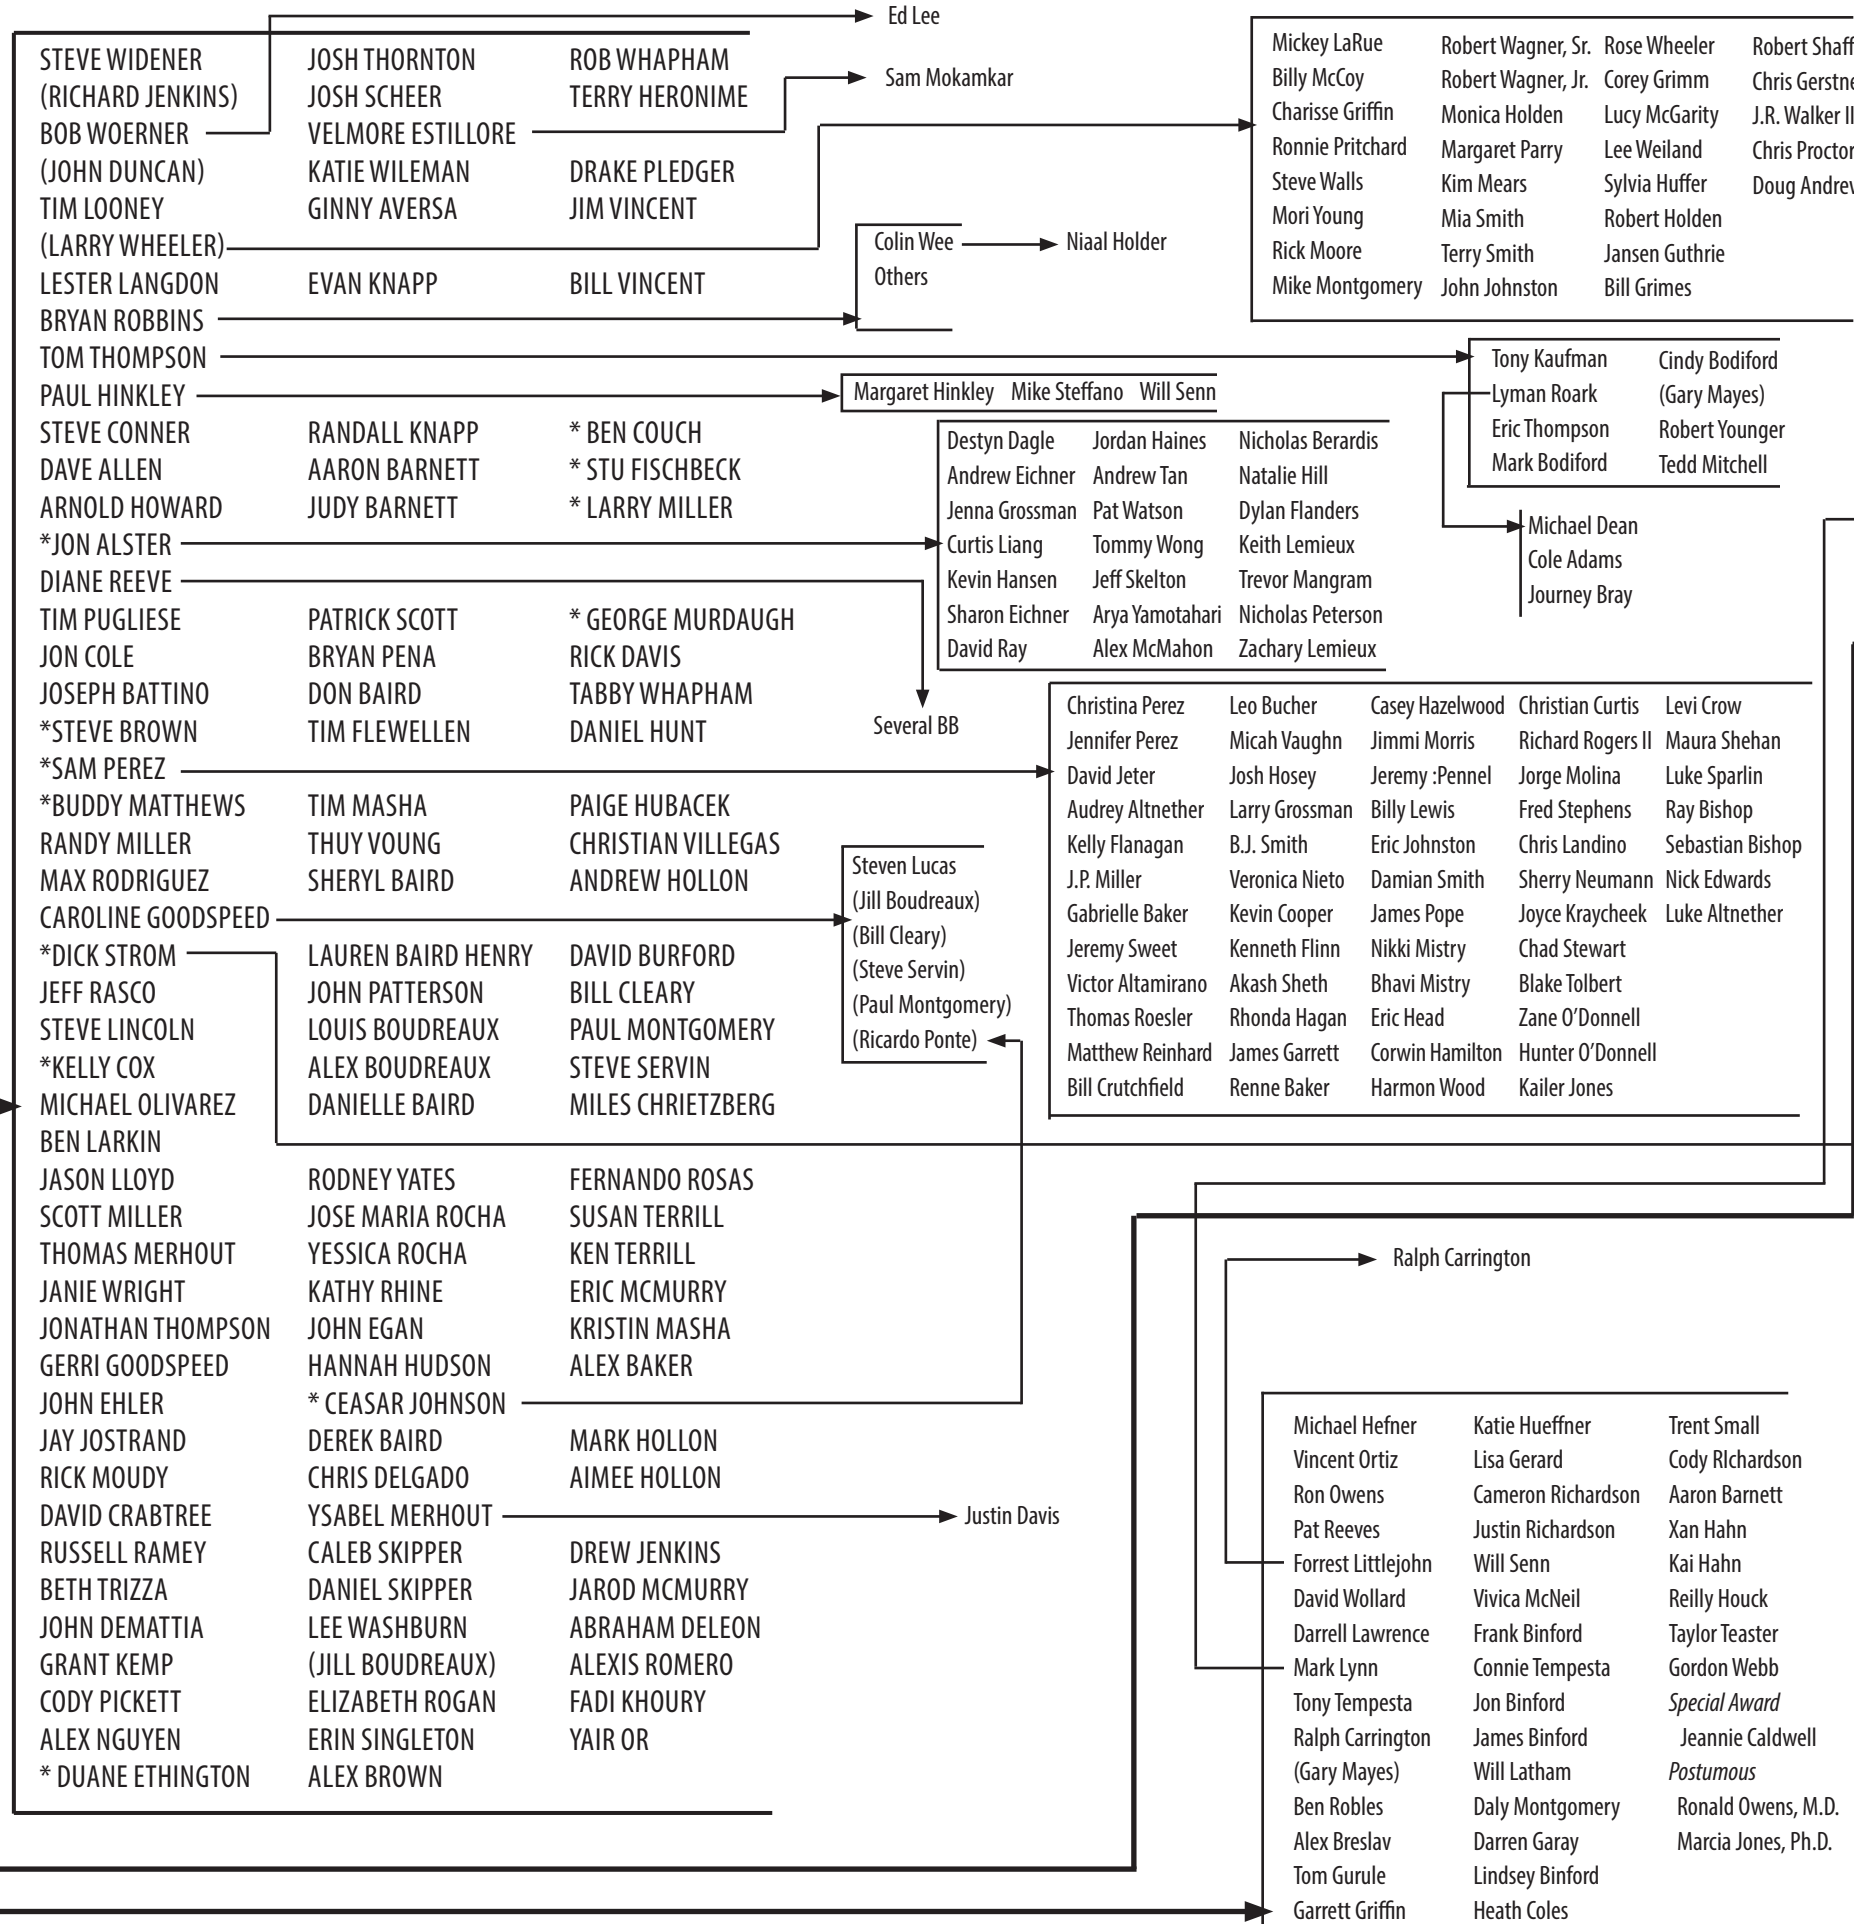 Ed Lee
STEVE WIDENER JOSH THORNTON ROB WHAPHAM
(RICHARD JENKINS) JOSH SCHEER TERRY HERONIME
BOB WOERNER VELMORE ESTILLORE
(JOHN DUNCAN) KATIE WILEMAN DRAKE PLEDGER
TIM LOONEY GINNY AVERSA JIM VINCENT
(LARRY WHEELER)
LESTER LANGDON EVAN KNAPP BILL VINCENT
BRYAN ROBBINS
TOM THOMPSON
PAUL HINKLEY
STEVE CONNER RANDALL KNAPP * BEN COUCH
DAVE ALLEN AARON BARNETT * STU FISCHBECK
ARNOLD HOWARD JUDY BARNETT * LARRY MILLER
*JON ALSTER
DIANE REEVE
TIM PUGLIESE PATRICK SCOTT * GEORGE MURDAUGH
JON COLE BRYAN PENA RICK DAVIS
JOSEPH BATTINO DON BAIRD TABBY WHAPHAM
*STEVE BROWN TIM FLEWELLEN DANIEL HUNT
*SAM PEREZ
*BUDDY MATTHEWS TIM MASHA PAIGE HUBACEK
RANDY MILLER THUY VOUNG CHRISTIAN VILLEGAS
MAX RODRIGUEZ SHERYL BAIRD ANDREW HOLLON
CAROLINE GOODSPEED
*DICK STROM LAUREN BAIRD HENRY DAVID BURFORD
JEFF RASCO JOHN PATTERSON BILL CLEARY
STEVE LINCOLN LOUIS BOUDREAUX PAUL MONTGOMERY
*KELLY COX ALEX BOUDREAUX STEVE SERVIN
MICHAEL OLIVAREZ DANIELLE BAIRD MILES CHRIETZBERG
BEN LARKIN
JASON LLOYD RODNEY YATES FERNANDO ROSAS
SCOTT MILLER JOSE MARIA ROCHA SUSAN TERRILL
THOMAS MERHOUT YESSICA ROCHA KEN TERRILL
JANIE WRIGHT KATHY RHINE ERIC MCMURRY
JONATHAN THOMPSON JOHN EGAN KRISTIN MASHA
GERRI GOODSPEED HANNAH HUDSON ALEX BAKER
JOHN EHLER * CEASAR JOHNSON
JAY JOSTRAND DEREK BAIRD MARK HOLLON
RICK MOUDY CHRIS DELGADO AIMEE HOLLON
DAVID CRABTREE YSABEL MERHOUT
RUSSELL RAMEY CALEB SKIPPER DREW JENKINS
BETH TRIZZA DANIEL SKIPPER JAROD MCMURRY
JOHN DEMATTIA LEE WASHBURN ABRAHAM DELEON
GRANT KEMP (JILL BOUDREAUX) ALEXIS ROMERO
CODY PICKETT ELIZABETH ROGAN FADI KHOURY
ALEX NGUYEN ERIN SINGLETON YAIR OR
* DUANE ETHINGTON ALEX BROWN
Sam Mokamkar
Mickey LaRue Robert Wagner, Sr. Rose Wheeler Robert Shaff
Billy McCoy Robert Wagner, Jr. Corey Grimm Chris Gerstne
Charisse Griffin Monica Holden Lucy McGarity J.R. Walker II
Ronnie Pritchard Margaret Parry Lee Weiland Chris Proctor
Steve Walls Kim Mears Sylvia Huffer Doug Andrew
Mori Young Mia Smith Robert Holden
Rick Moore Terry Smith Jansen Guthrie
Mike Montgomery John Johnston Bill Grimes
Colin Wee Niaal Holder
Others
Tony Kaufman Cindy Bodiford
Lyman Roark (Gary Mayes)
Eric Thompson Robert Younger
Mark Bodiford Tedd Mitchell
Michael Dean
Cole Adams
Journey Bray
Margaret Hinkley Mike Steffano Will Senn
Destyn Dagle Jordan Haines Nicholas Berardis
Andrew Eichner Andrew Tan Natalie Hill
Jenna Grossman Pat Watson Dylan Flanders
Curtis Liang Tommy Wong Keith Lemieux
Kevin Hansen Jeff Skelton Trevor Mangram
Sharon Eichner Arya Yamotahari Nicholas Peterson
David Ray Alex McMahon Zachary Lemieux
Several BB
Christina Perez Leo Bucher Casey Hazelwood Christian Curtis Levi Crow
Jennifer Perez Micah Vaughn Jimmi Morris Richard Rogers II Maura Shehan
David Jeter Josh Hosey Jeremy :Pennel Jorge Molina Luke Sparlin
Audrey Altnether Larry Grossman Billy Lewis Fred Stephens Ray Bishop
Kelly Flanagan B.J. Smith Eric Johnston Chris Landino Sebastian Bishop
J.P. Miller Veronica Nieto Damian Smith Sherry Neumann Nick Edwards
Gabrielle Baker Kevin Cooper James Pope Joyce Kraycheek Luke Altnether
Jeremy Sweet Kenneth Flinn Nikki Mistry Chad Stewart
Victor Altamirano Akash Sheth Bhavi Mistry Blake Tolbert
Thomas Roesler Rhonda Hagan Eric Head Zane O'Donnell
Matthew Reinhard James Garrett Corwin Hamilton Hunter O'Donnell
Bill Crutchfield Renne Baker Harmon Wood Kailer Jones
Steven Lucas
(Jill Boudreaux)
(Bill Cleary)
(Steve Servin)
(Paul Montgomery)
(Ricardo Ponte)
Justin Davis
Ralph Carrington
Michael Hefner Katie Hueffner Trent Small
Vincent Ortiz Lisa Gerard Cody RIchardson
Ron Owens Cameron Richardson Aaron Barnett
Pat Reeves Justin Richardson Xan Hahn
Forrest Littlejohn Will Senn Kai Hahn
David Wollard Vivica McNeil Reilly Houck
Darrell Lawrence Frank Binford Taylor Teaster
Mark Lynn Connie Tempesta Gordon Webb
Tony Tempesta Jon Binford Special Award
Ralph Carrington James Binford Jeannie Caldwell
(Gary Mayes) Will Latham Postumous
Ben Robles Daly Montgomery Ronald Owens, M.D.
Alex Breslav Darren Garay Marcia Jones, Ph.D.
Tom Gurule Lindsey Binford
Garrett Griffin Heath Coles